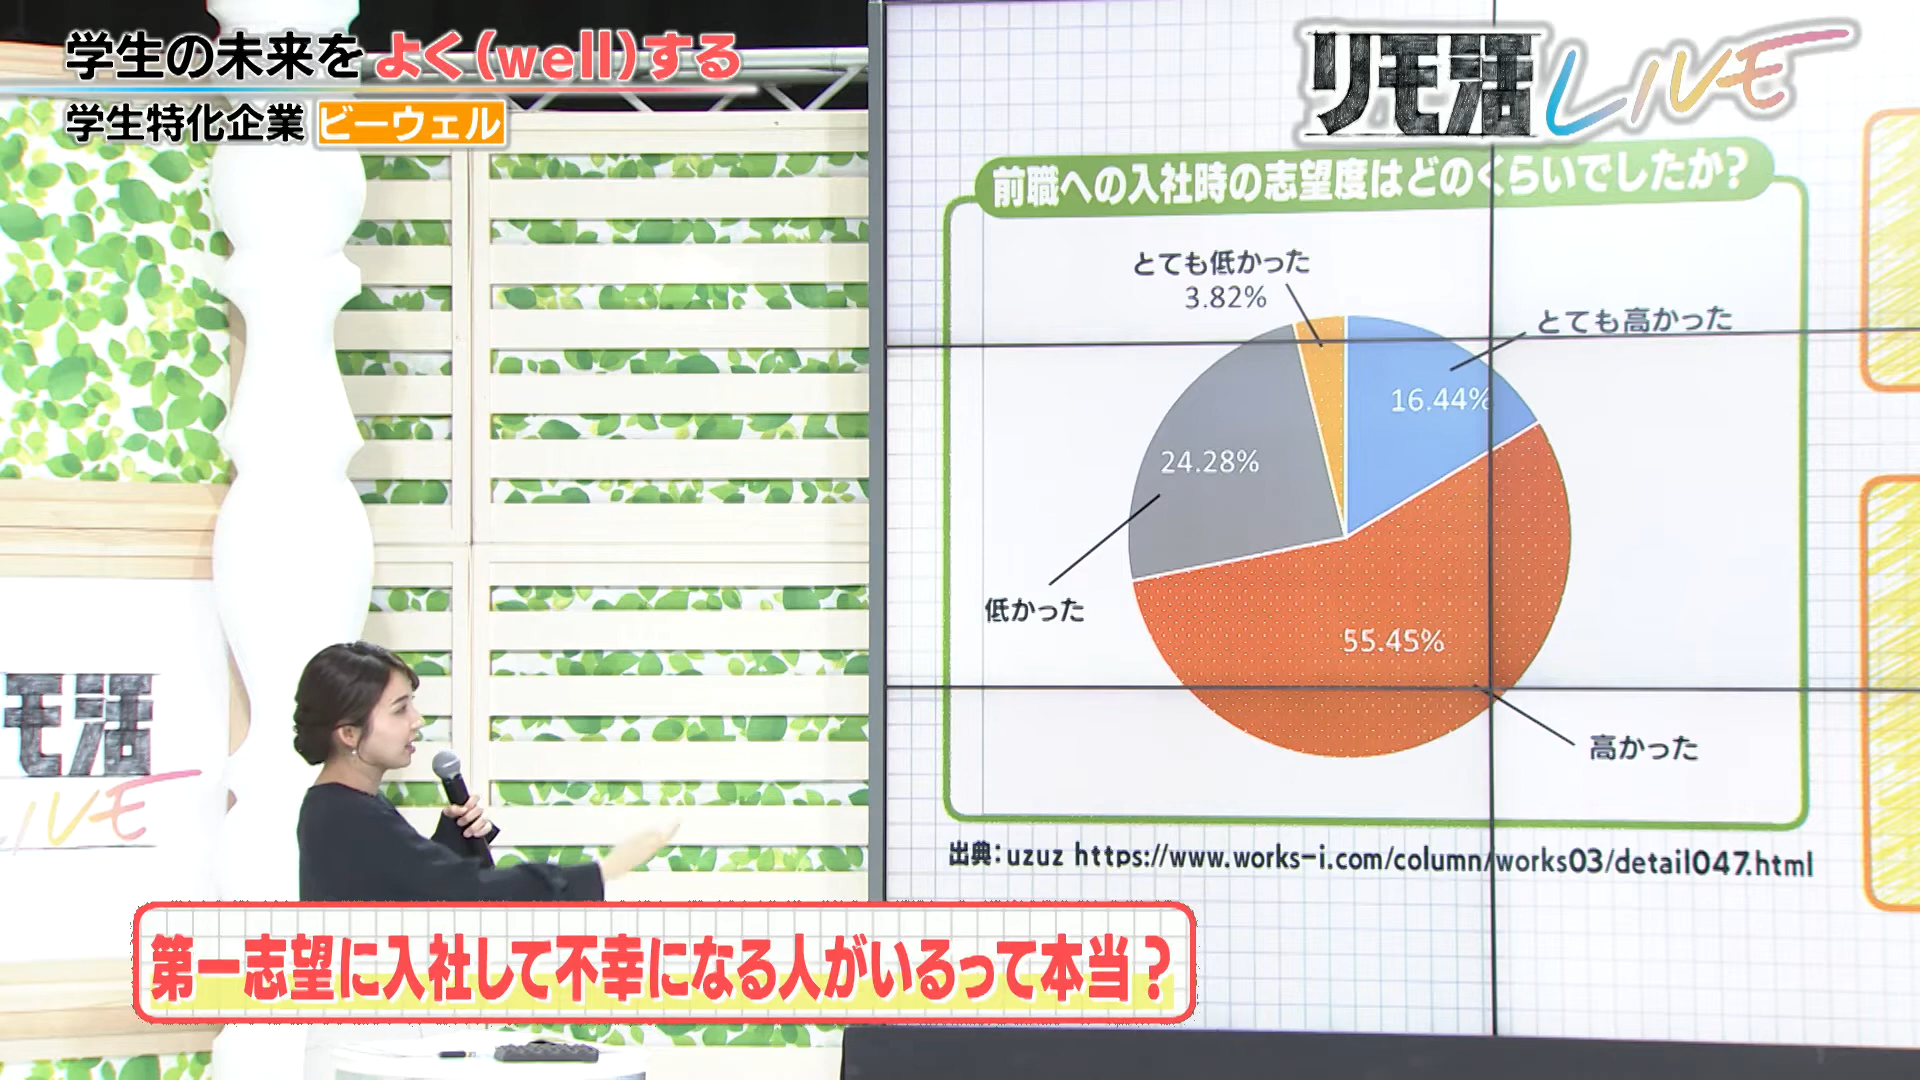 学生の未来をよく(well)する
学生特化企業 ビーウェル
リモ活LIVE
前職への入社時の志望度はどのくらいでしたか?
とても低かった
3.82%
とても高かった
16.44%
24.28%
低かった
55.45%
高かった
出典:uzuz https://www.works-i.com/column/works03/detail047.html
モ活
LIVE
第一志望に入社して不幸になる人がいるって本当?